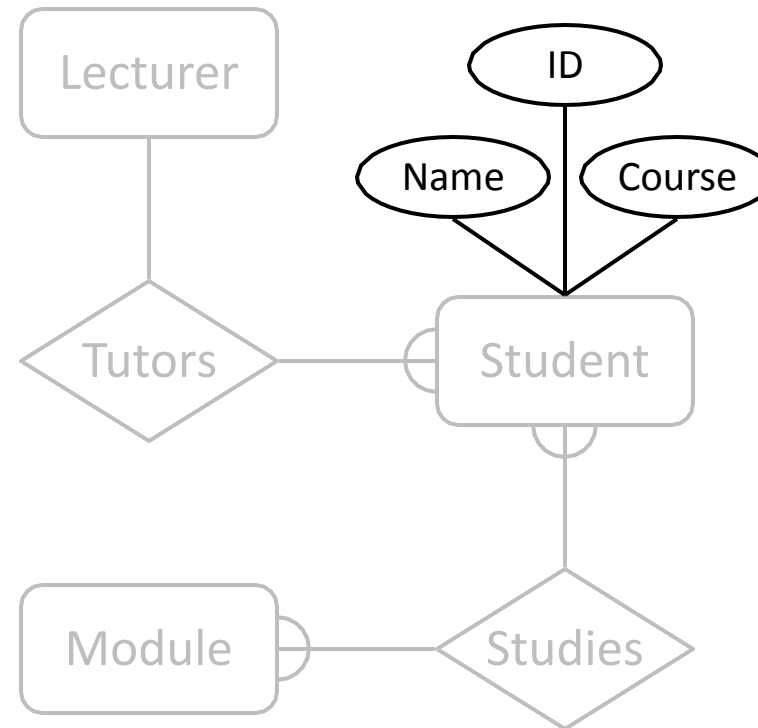 Lecturer
ID
Name
Course
Tutors
Student
Module
Studies